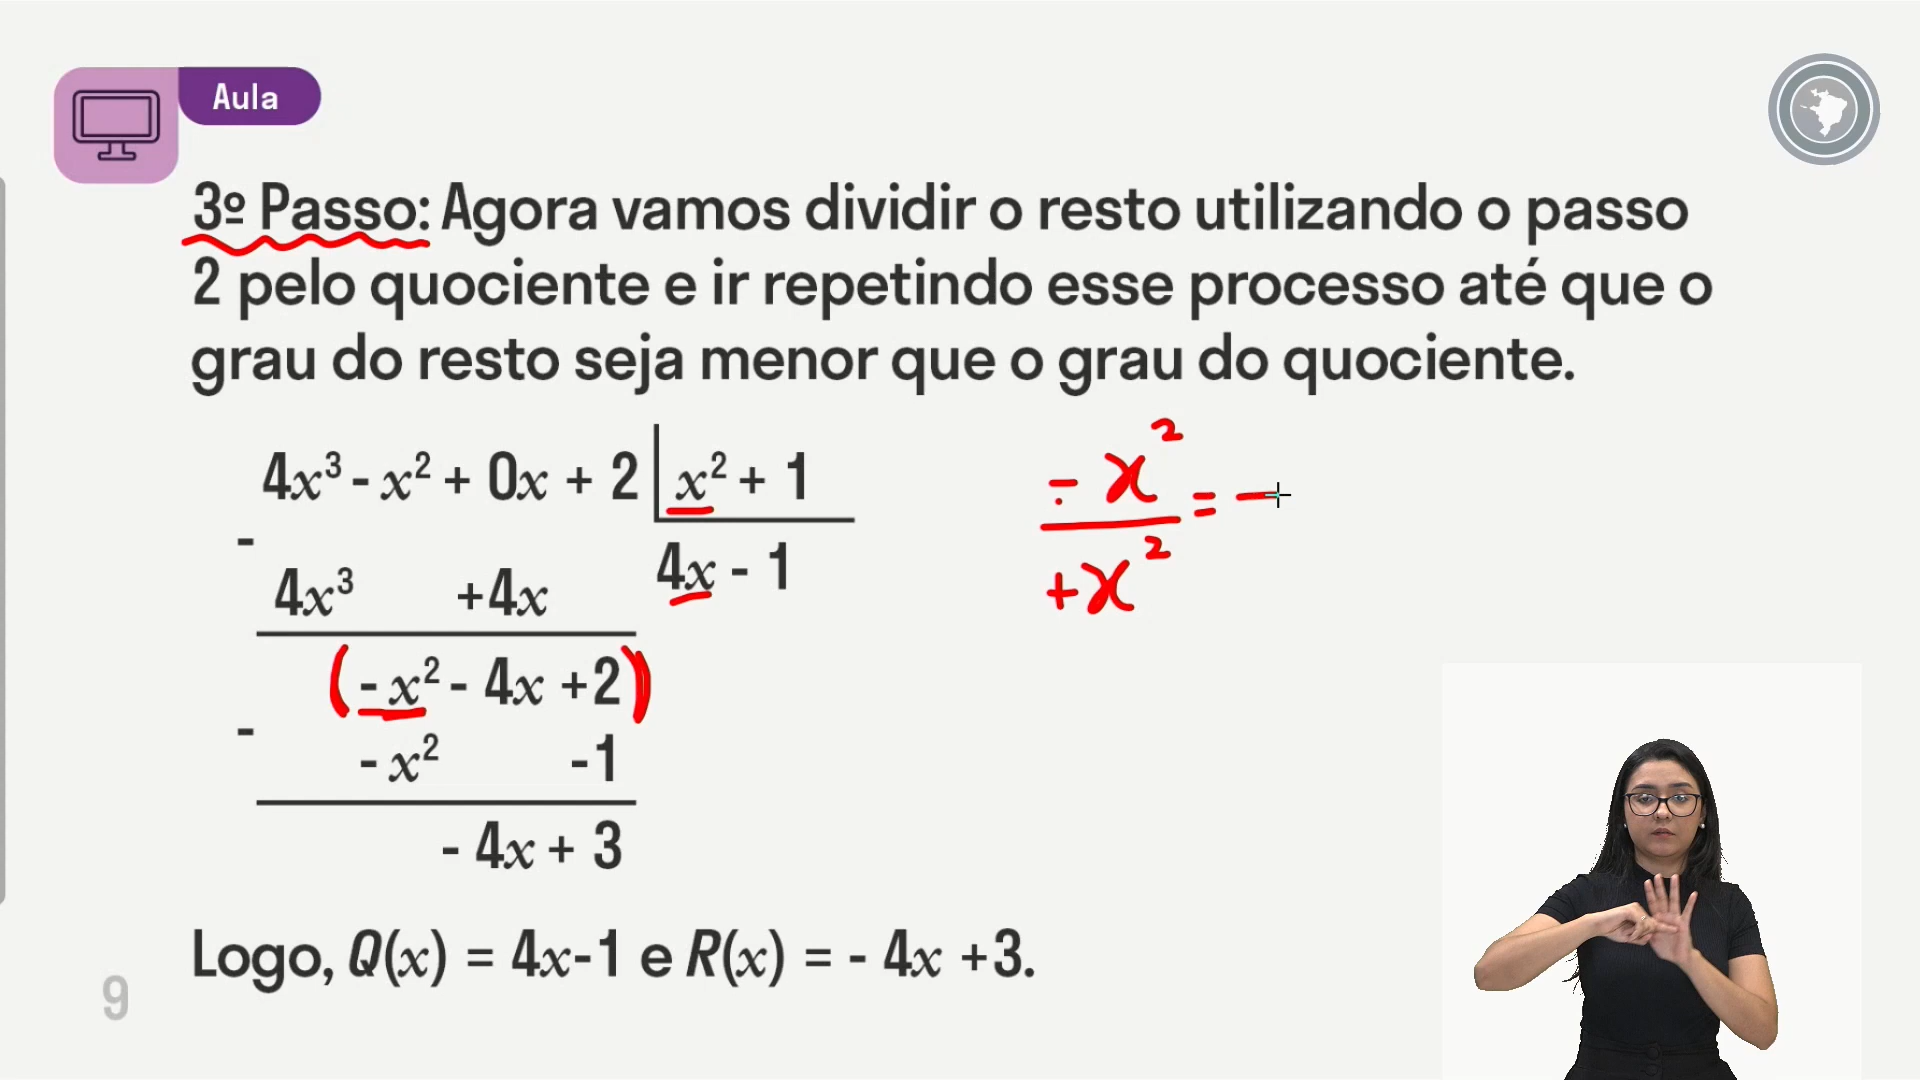 Aula
3º Passo: Agora vamos dividir o resto utilizando o passo
2 pelo quociente e ir repetindo esse processo até que o
grau do resto seja menor que o grau do quociente.
4x³ - x² + 0x + 2 | x² + 1
-
4x³ +4x
4x - 1
(- x² - 4x +2)
-
- x² -1
- 4x + 3
- x²
= -
+x²
Logo, Q(x) = 4x-1 e R(x) = - 4x +3.
9